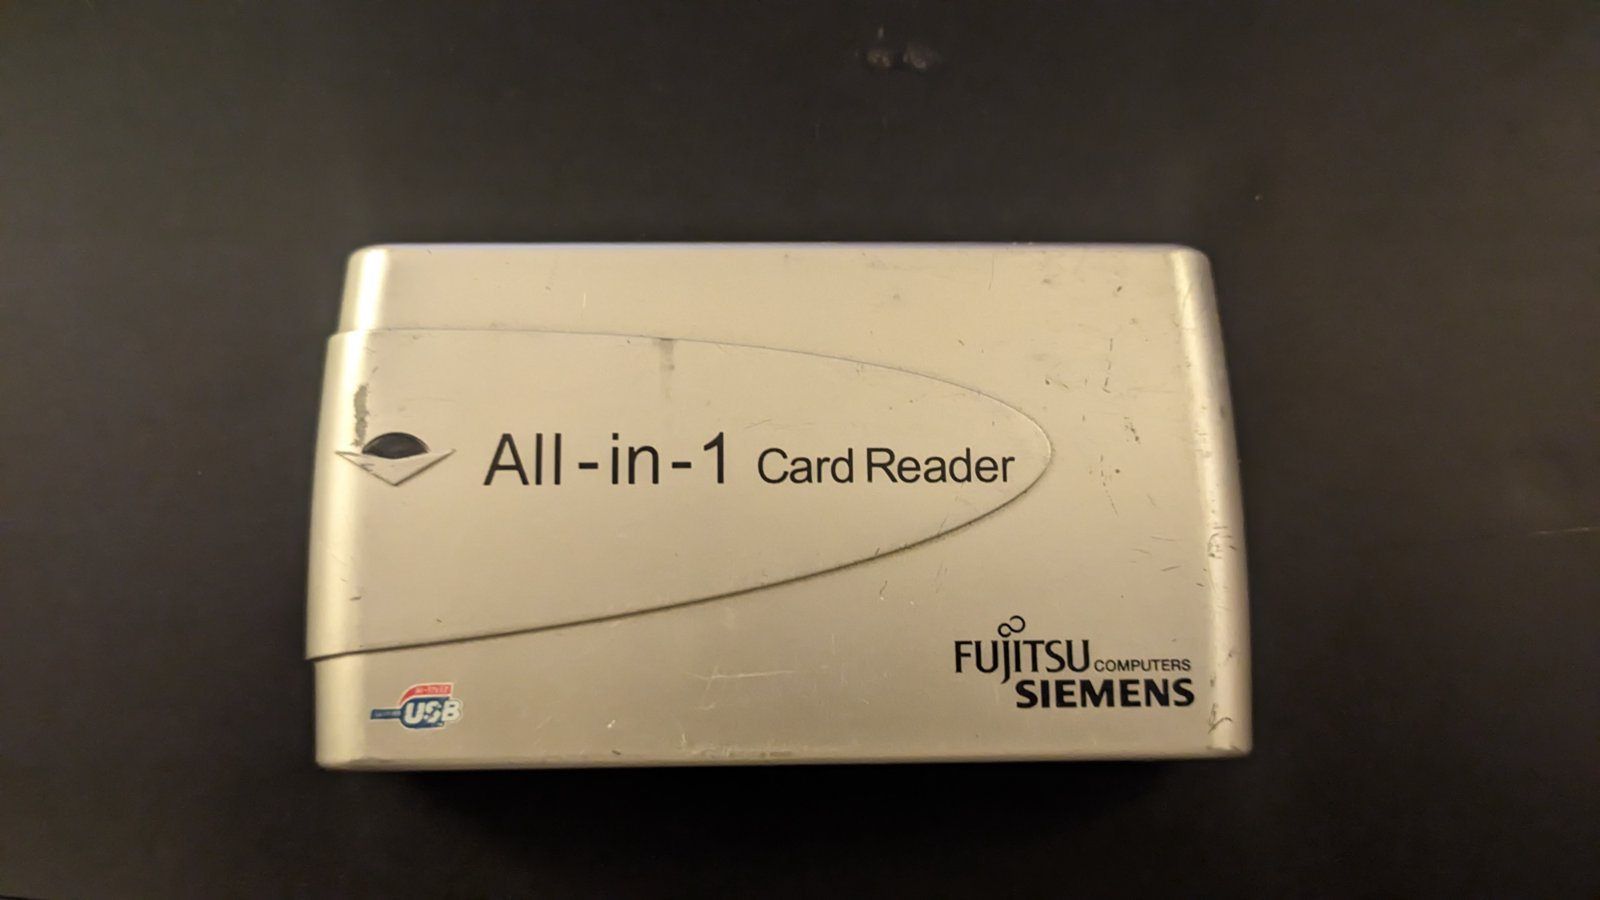 All-in-1 Card Reader
FUJITSU COMPUTERS
SIEMENS
USB